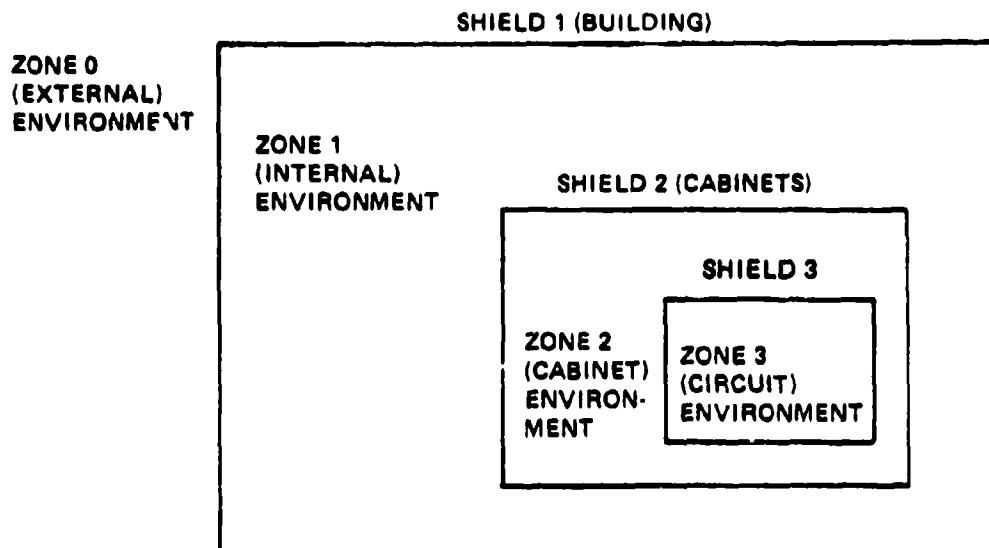 SHIELD 1 (BUILDING)
ZONE 0
(EXTERNAL)
ENVIRONMENT
ZONE 1
(INTERNAL)
ENVIRONMENT
SHIELD 2 (CABINETS)
SHIELD 3
ZONE 2
(CABINET)
ENVIRON-
MENT
ZONE 3
(CIRCUIT)
ENVIRONMENT